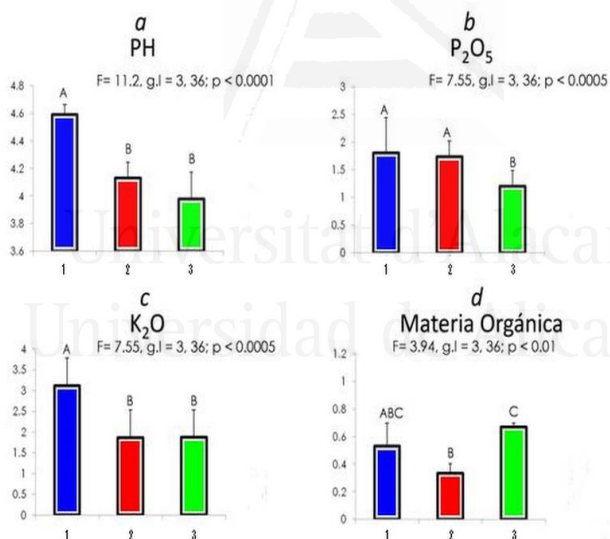 a
PH
F= 11.2, g.l = 3, 36; p < 0.0001
4.8
4.6
4.4
4.2
4
3.8
3.6
A
B
B
1 2 3
b
P₂O₅
F= 7.55, g.l = 3, 36; p < 0.0005
3
2.5
2
1.5
1
0.5
0
A
A
B
1 2 3
c
K₂O
F= 7.55, g.l = 3, 36; p < 0.0005
4
3.5
3
2.5
2
1.5
1
0.5
0
A
B
B
1 2 3
d
Materia Orgánica
F= 3.94, g.l = 3, 36; p < 0.01
1.2
1
0.8
0.6
0.4
0.2
0
ABC
B
C
1 2 3
Universitat d'Alaca
Universidad de Alica